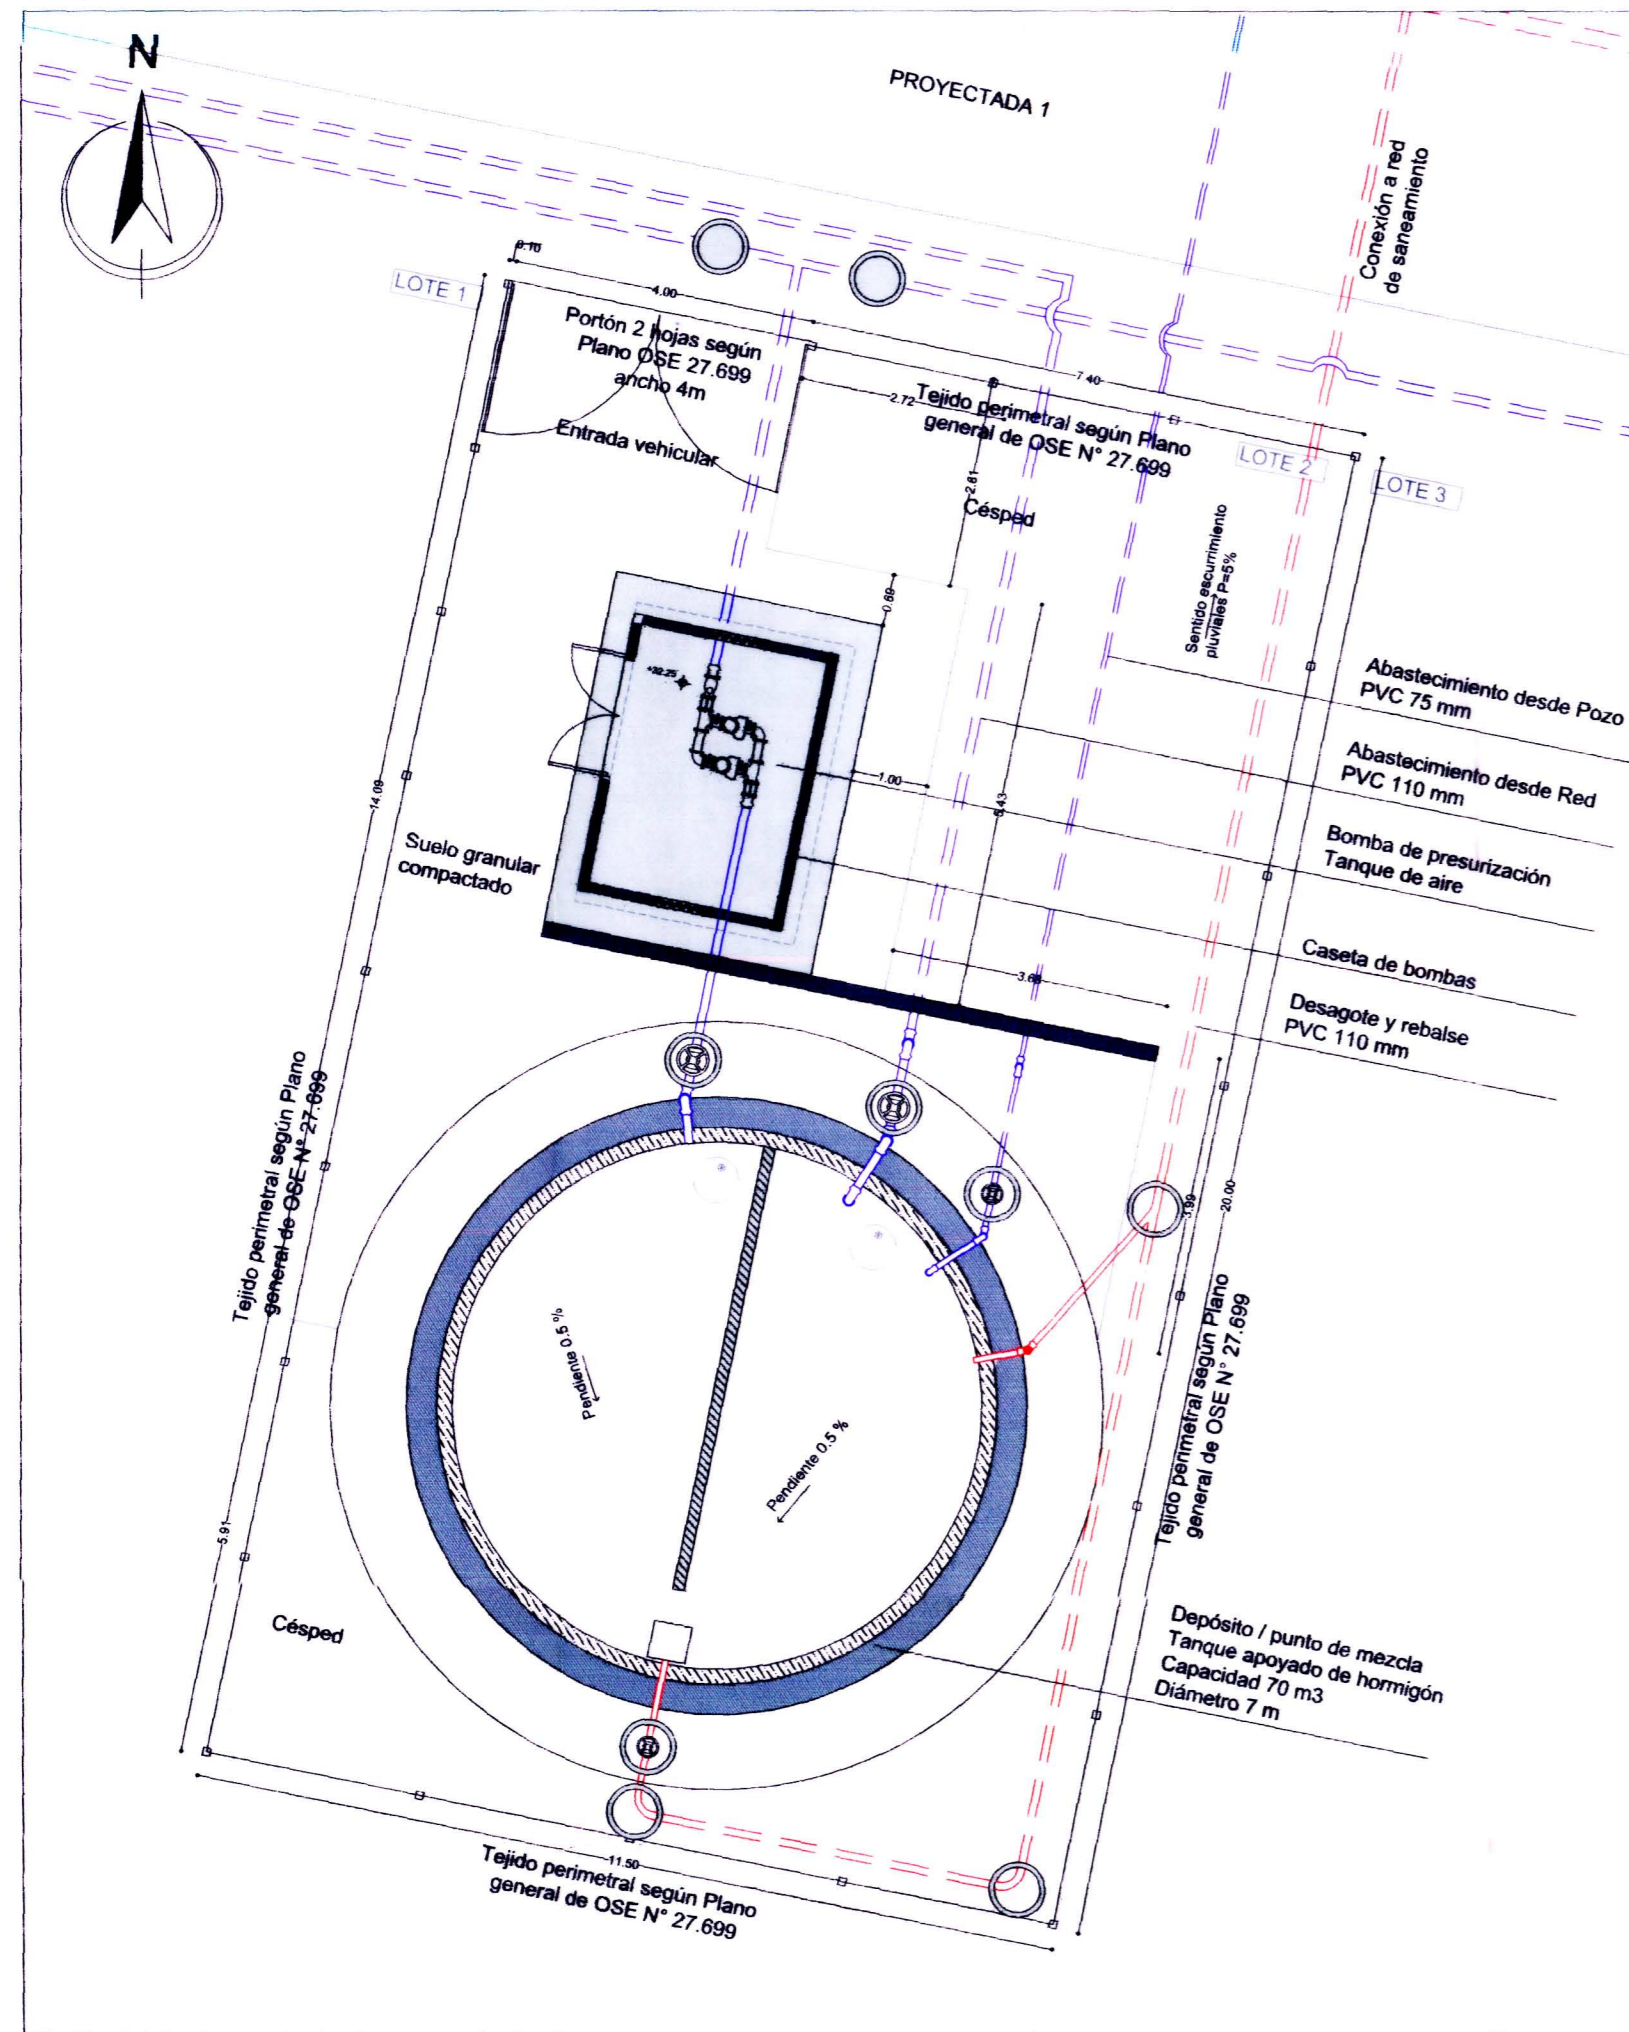 N
PROYECTADA 1
Conexión a red
de saneamiento
0.10
LOTE 1
4.00
Portón 2 hojas según
Plano OSE 27.699
ancho 4m
7.40
2.72
Tejido perimetral según Plano
general de OSE N° 27.699
Entrada vehicular
LOTE 2
LOTE 3
2.81
Césped
Sentido escurrimiento
pluviales P=5%
0.69
+32.25
Abastecimiento desde Pozo
PVC 75 mm
Abastecimiento desde Red
PVC 110 mm
1.00
14.09
Bomba de presurización
Tanque de aire
Suelo granular
compactado
Caseta de bombas
Desagote y rebalse
PVC 110 mm
Tejido perimetral según Plano
general de OSE N° 27.699
3.99
20.00
Tejido perimetral según Plano
general de OSE N° 27.699
Pendiente 0.5 %
Pendiente 0.5 %
5.91
Césped
Depósito / punto de mezcla
Tanque apoyado de hormigón
Capacidad 70 m3
Diámetro 7 m
11.50
Tejido perimetral según Plano
general de OSE N° 27.699